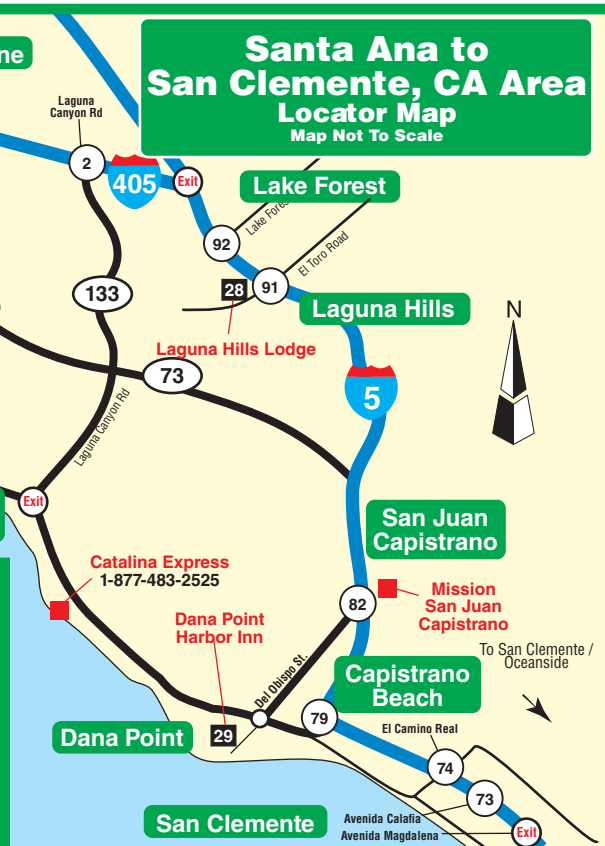 ne
Santa Ana to
San Clemente, CA Area
Locator Map
Map Not To Scale
Laguna
Canyon Rd
2
405
Exit
Lake Forest
92
Lake Fores
El Toro Road
28
91
133
Laguna Hills
N
Laguna Hills Lodge
73
5
Laguna Canyon Rd
Exit
San Juan
Capistrano
Catalina Express
1-877-483-2525
82
Mission
San Juan
Capistrano
Dana Point
Harbor Inn
To San Clemente /
Oceanside
Del Obispo St.
Capistrano
Beach
79
Dana Point
29
El Camino Real
74
73
San Clemente
Avenida Calafia
Avenida Magdalena
Exit